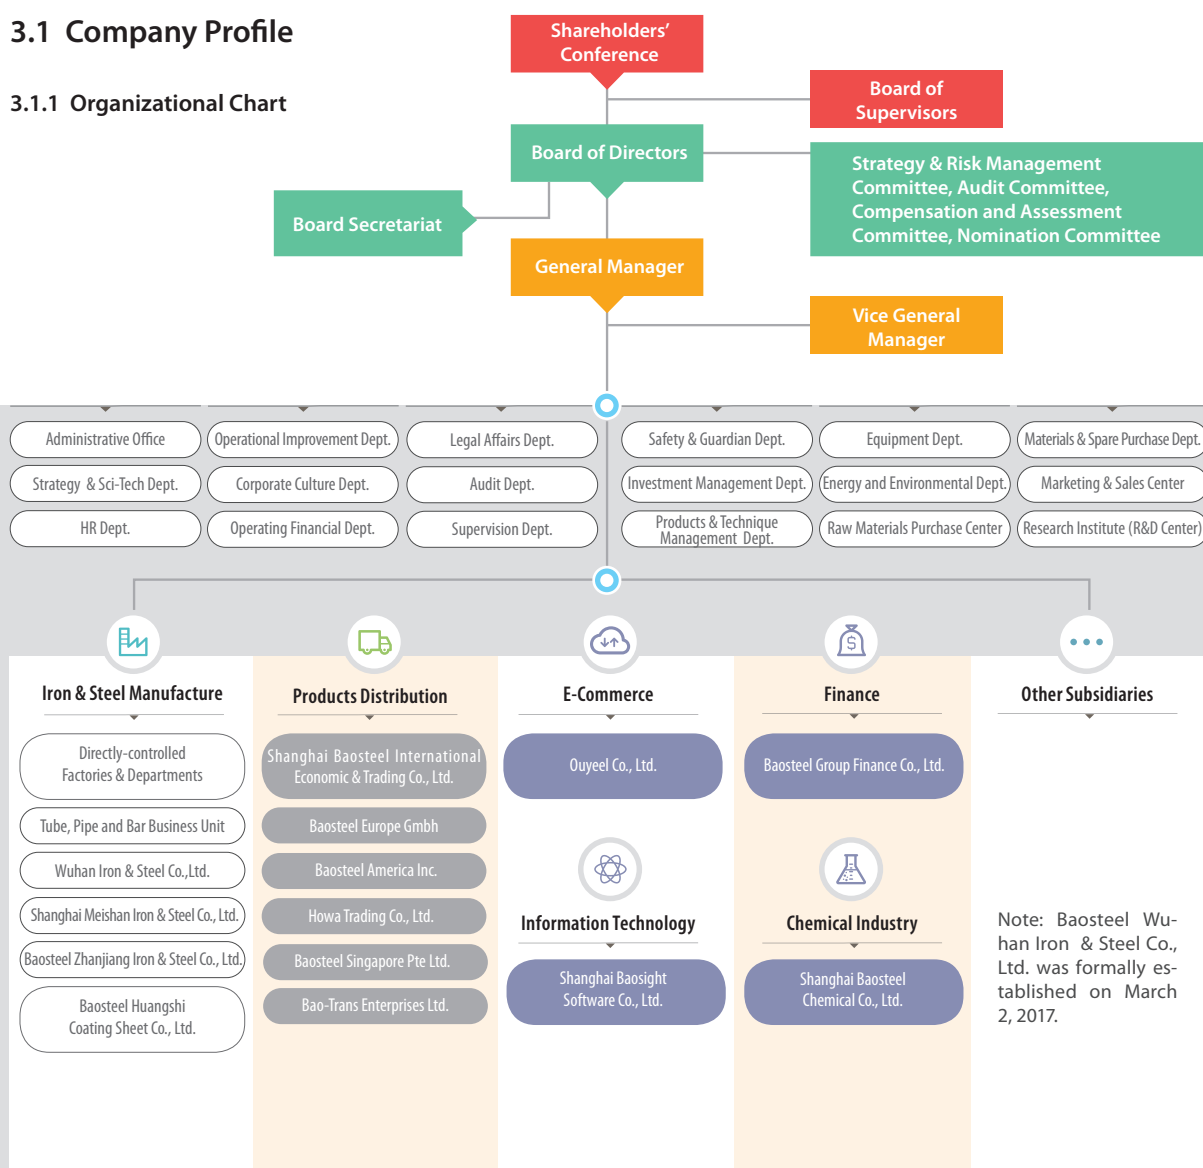 3.1 Company Profile
3.1.1 Organizational Chart
Shareholders'
Conference
Board of
Supervisors
Board of Directors
Strategy & Risk Management
Committee, Audit Committee,
Compensation and Assessment
Committee, Nomination Committee
Board Secretariat
General Manager
Vice General
Manager
Administrative Office
Operational Improvement Dept.
Legal Affairs Dept.
Safety & Guardian Dept.
Equipment Dept.
Materials & Spare Purchase Dept.
Strategy & Sci-Tech Dept.
Corporate Culture Dept.
Audit Dept.
Investment Management Dept.
Energy and Environmental Dept.
Marketing & Sales Center
HR Dept.
Operating Financial Dept.
Supervision Dept.
Products & Technique
Management Dept.
Raw Materials Purchase Center
Research Institute (R&D Center)
Iron & Steel Manufacture
Directly-controlled
Factories & Departments
Tube, Pipe and Bar Business Unit
Wuhan Iron & Steel Co.,Ltd.
Shanghai Meishan Iron & Steel Co., Ltd.
Baosteel Zhanjiang Iron & Steel Co., Ltd.
Baosteel Huangshi
Coating Sheet Co., Ltd.
Products Distribution
Shanghai Baosteel International
Economic & Trading Co., Ltd.
Baosteel Europe Gmbh
Baosteel America Inc.
Howa Trading Co., Ltd.
Baosteel Singapore Pte Ltd.
Bao-Trans Enterprises Ltd.
E-Commerce
Ouyeel Co., Ltd.
Information Technology
Shanghai Baosight
Software Co., Ltd.
Finance
$
Baosteel Group Finance Co., Ltd.
Chemical Industry
Shanghai Baosteel
Chemical Co., Ltd.
Other Subsidiaries
Note: Baosteel Wu-
han Iron & Steel Co.,
Ltd. was formally es-
tablished on March
2, 2017.